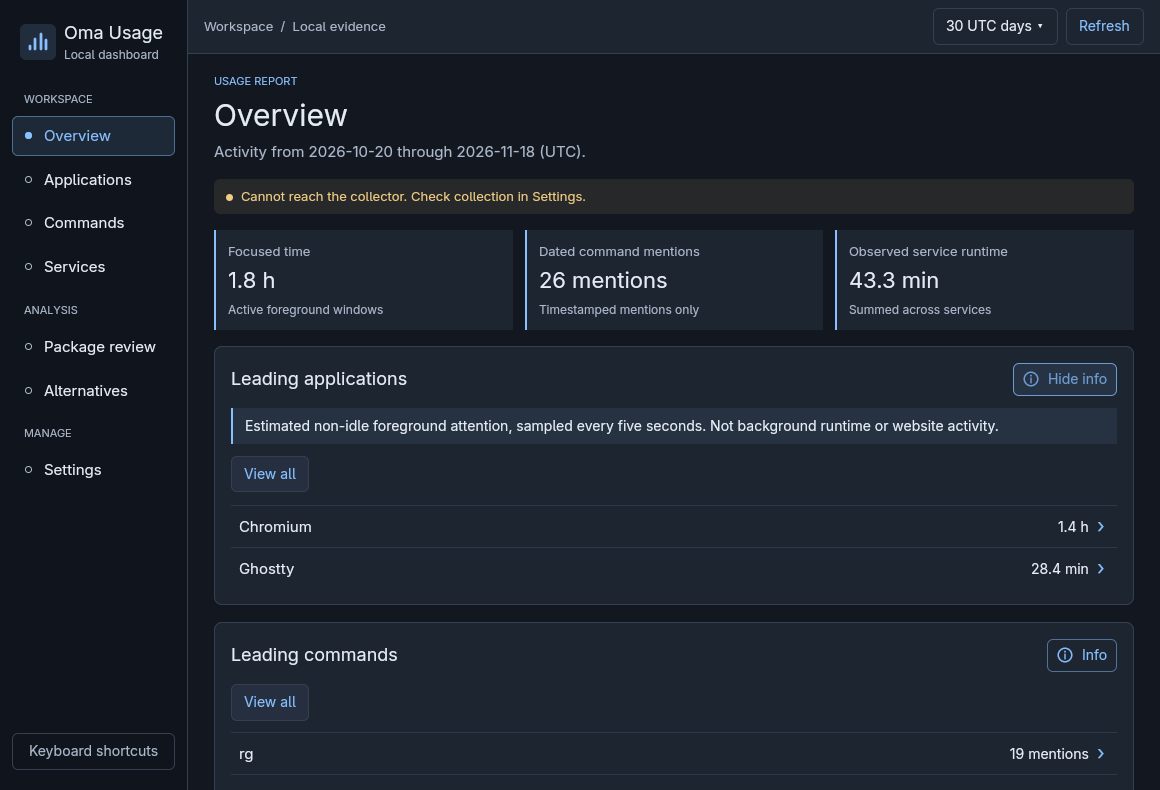 Oma Usage
Local dashboard
WORKSPACE
Overview
Applications
Commands
Services
ANALYSIS
Package review
Alternatives
MANAGE
Settings
Keyboard shortcuts
Workspace / Local evidence
30 UTC days
Refresh
USAGE REPORT
Overview
Activity from 2026-10-20 through 2026-11-18 (UTC).
Cannot reach the collector. Check collection in Settings.
Focused time
1.8 h
Active foreground windows
Dated command mentions
26 mentions
Timestamped mentions only
Observed service runtime
43.3 min
Summed across services
Leading applications
Hide info
Estimated non-idle foreground attention, sampled every five seconds. Not background runtime or website activity.
View all
Chromium 1.4 h
Ghostty 28.4 min
Leading commands
Info
View all
rg 19 mentions